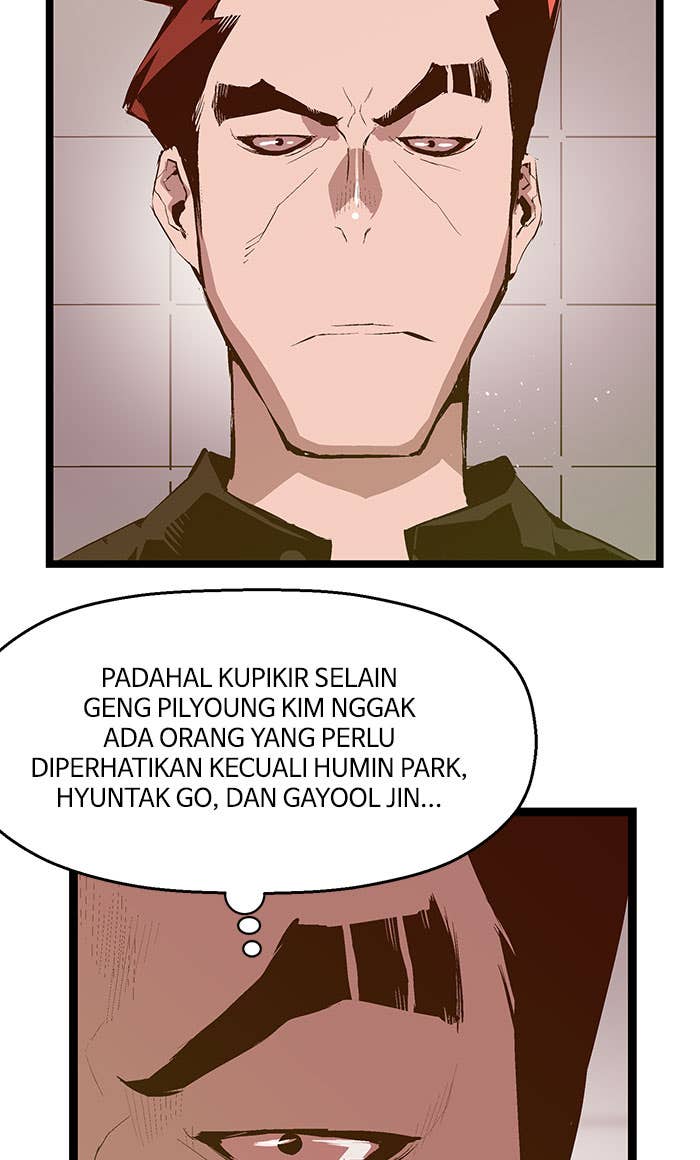 PADAHAL KUPIKIR SELAIN
GENG PILYOUNG KIM NGGAK
ADA ORANG YANG PERLU
DIPERHATIKAN KECUALI HUMIN PARK,
HYUNTAK GO, DAN GAYOOL JIN...